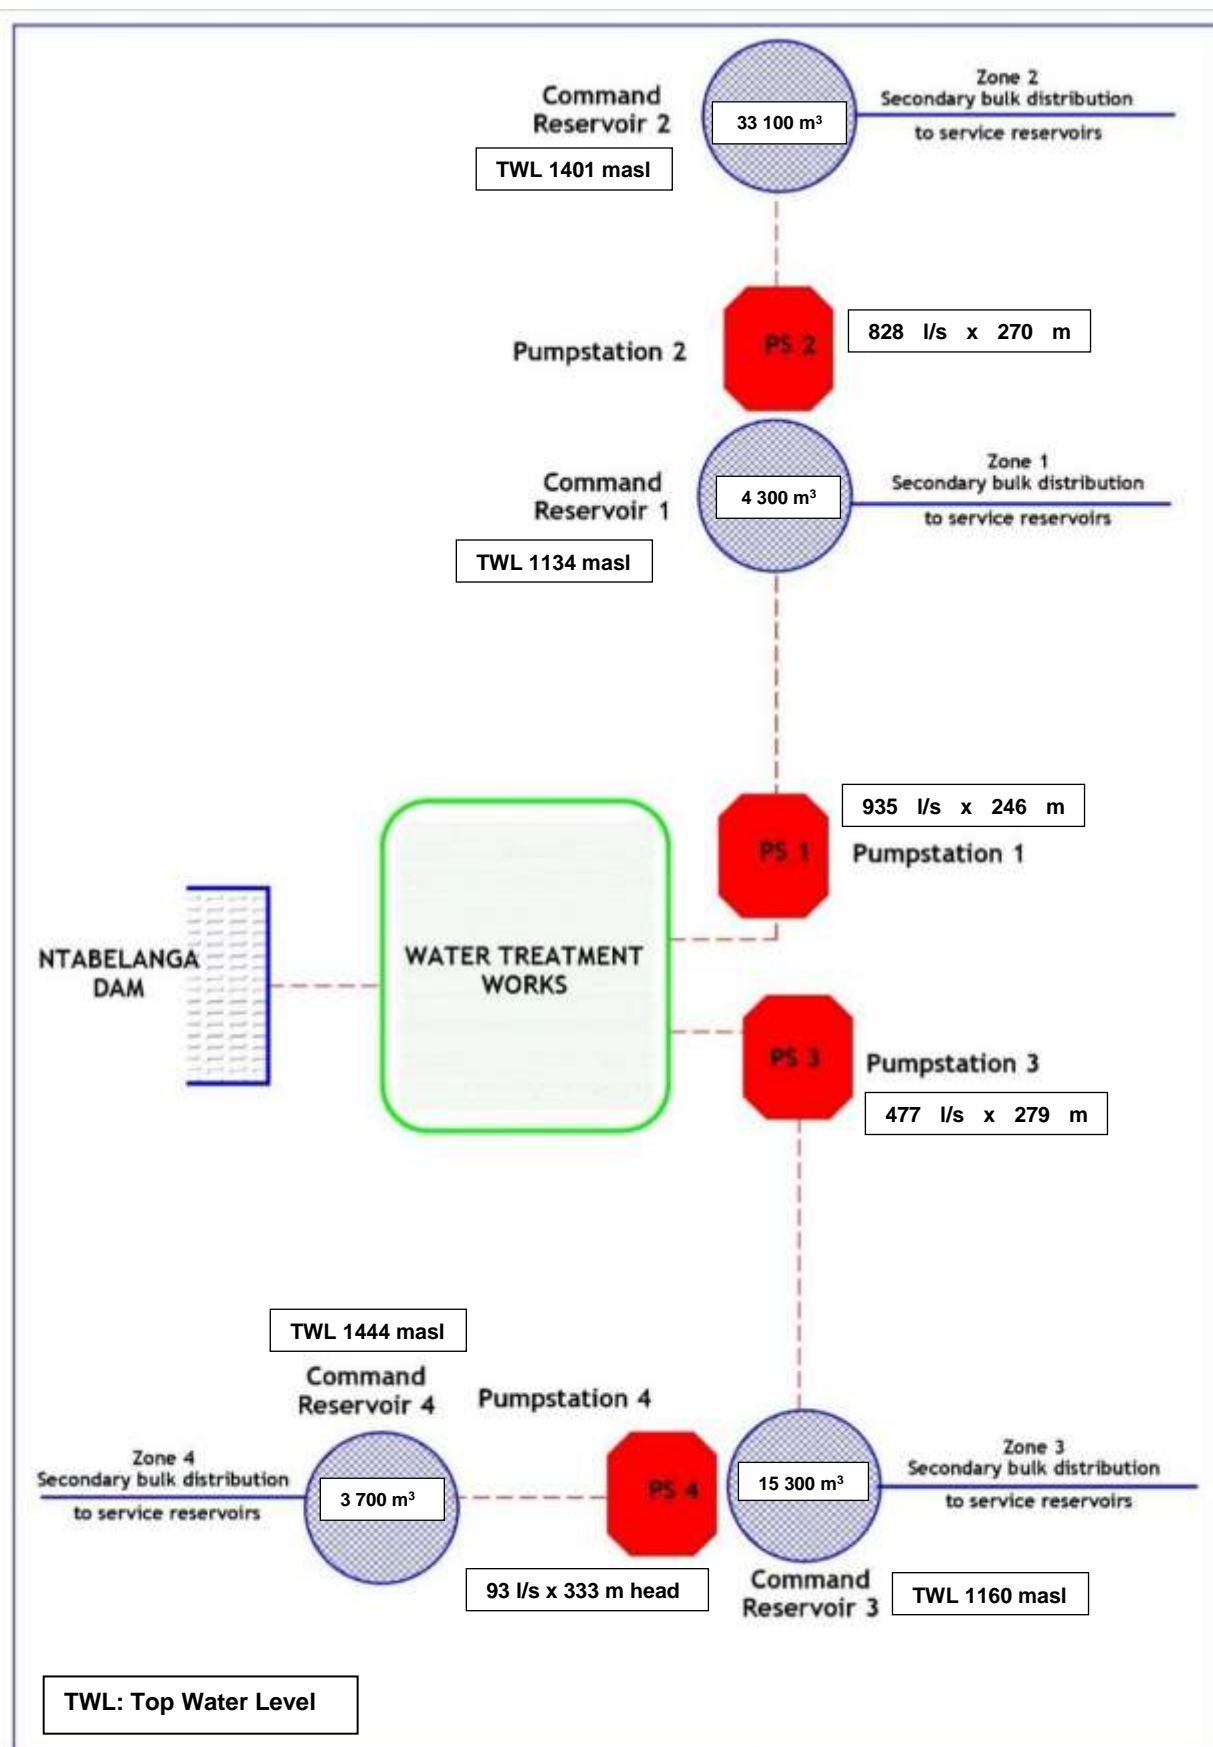 Command
Reservoir 2
33 100 m³
Zone 2
Secondary bulk distribution
to service reservoirs
TWL 1401 masl
Pumpstation 2
PS 2
828 l/s x 270 m
Command
Reservoir 1
4 300 m³
Zone 1
Secondary bulk distribution
to service reservoirs
TWL 1134 masl
935 l/s x 246 m
PS 1
Pumpstation 1
NTABELANGA
DAM
WATER TREATMENT
WORKS
PS 3
Pumpstation 3
477 l/s x 279 m
TWL 1444 masl
Command
Reservoir 4
Pumpstation 4
Zone 4
Secondary bulk distribution
to service reservoirs
3 700 m³
PS 4
15 300 m³
Zone 3
Secondary bulk distribution
to service reservoirs
93 l/s x 333 m head
Command
Reservoir 3
TWL 1160 masl
TWL: Top Water Level